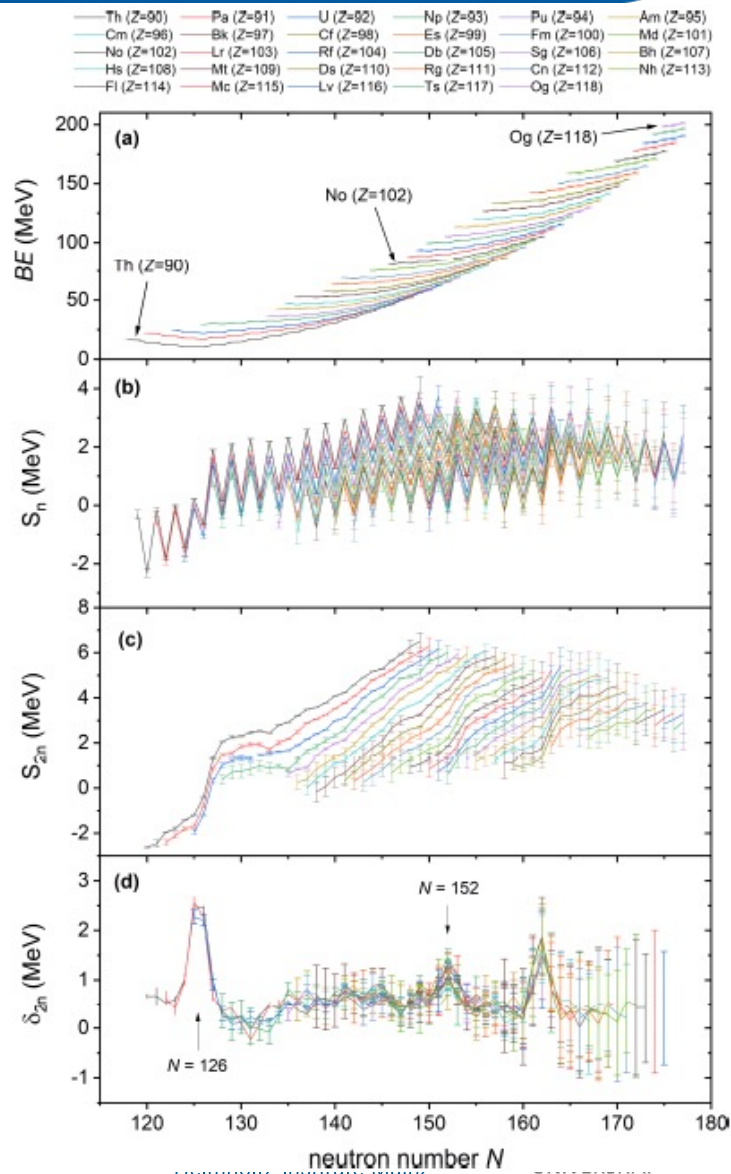 Th (Z=90) Pa (Z=91) U (Z=92) Np (Z=93) Pu (Z=94) Am (Z=95)
Cm (Z=96) Bk (Z=97) Cf (Z=98) Es (Z=99) Fm (Z=100) Md (Z=101)
No (Z=102) Lr (Z=103) Rf (Z=104) Db (Z=105) Sg (Z=106) Bh (Z=107)
Hs (Z=108) Mt (Z=109) Ds (Z=110) Rg (Z=111) Cn (Z=112) Nh (Z=113)
Fl (Z=114) Mc (Z=115) Lv (Z=116) Ts (Z=117) Og (Z=118)
(a)
Og (Z=118)
No (Z=102)
Th (Z=90)
BE (MeV)
200
150
100
50
0
(b)
Sn (MeV)
4
2
0
-2
8
(c)
S2n (MeV)
6
4
2
0
-2
(d)
N = 152
N = 126
δ2n (MeV)
3
2
1
0
-1
120 130 140 150 160 170 180
neutron number N